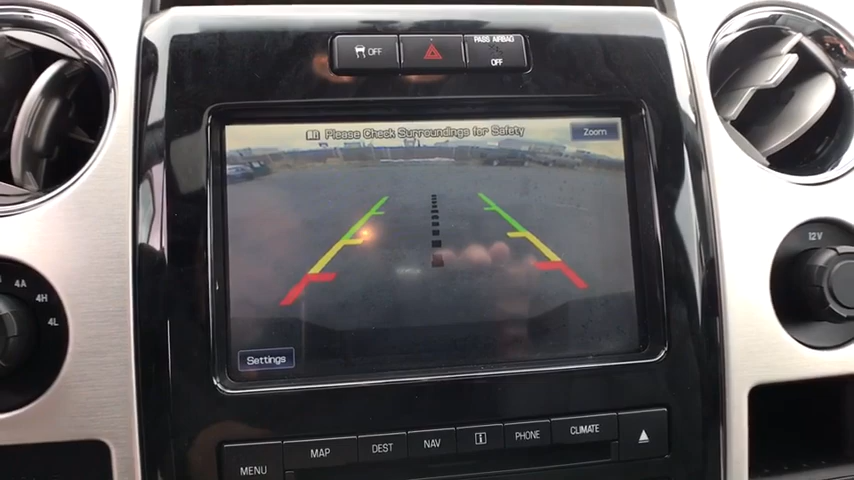 OFF
PASS AIRBAG
OFF
Please Check Surroundings for Safety
Zoom
12V
4A
4H
4L
Settings
MENU
MAP
DEST
NAV
i
PHONE
CLIMATE